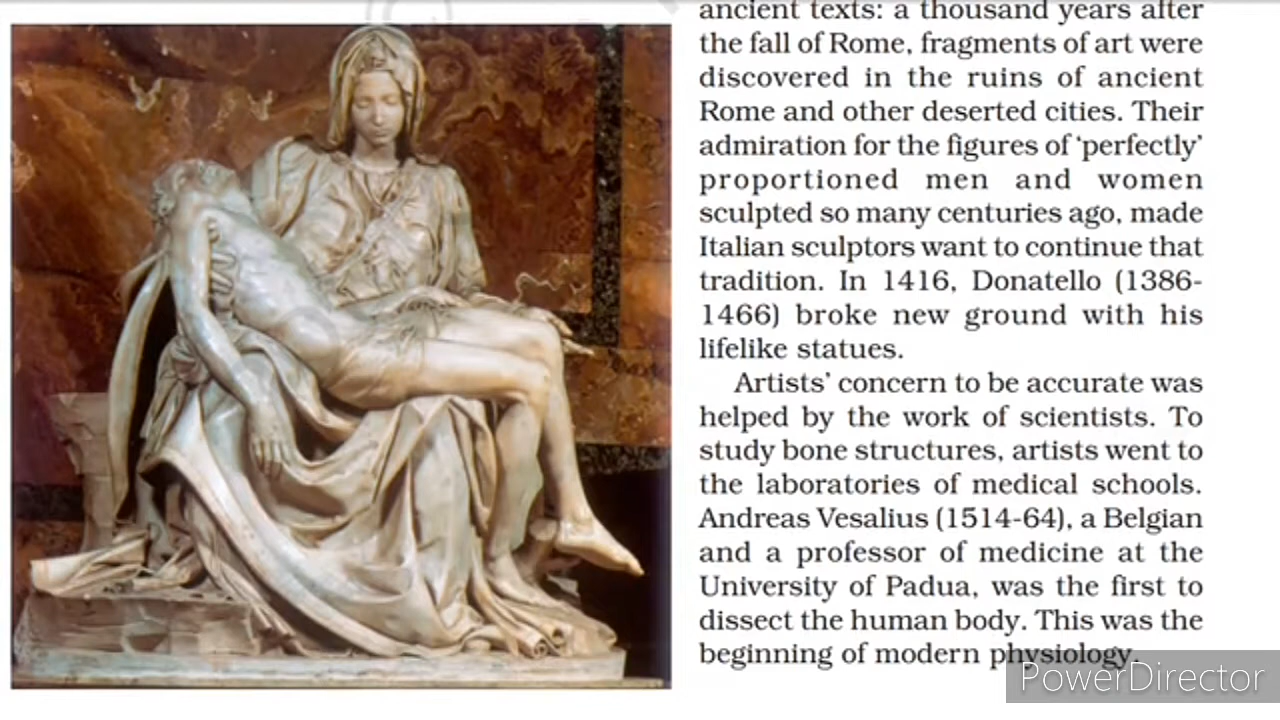 ancient texts: a thousand years after
the fall of Rome, fragments of art were
discovered in the ruins of ancient
Rome and other deserted cities. Their
admiration for the figures of ‘perfectly’
proportioned men and women
sculpted so many centuries ago, made
Italian sculptors want to continue that
tradition. In 1416, Donatello (1386-
1466) broke new ground with his
lifelike statues.
Artists’ concern to be accurate was
helped by the work of scientists. To
study bone structures, artists went to
the laboratories of medical schools.
Andreas Vesalius (1514-64), a Belgian
and a professor of medicine at the
University of Padua, was the first to
dissect the human body. This was the
beginning of modern physiology.
PowerDirector